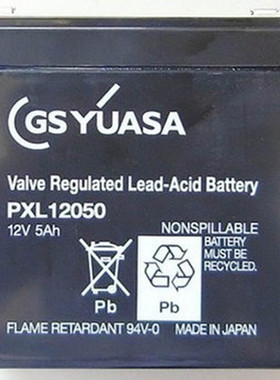 GS YUASA
Valve Regulated Lead-Acid Battery
PXL12050
12V 5Ah
NONSPILLABLE
BATTERY MUST BE RECYCLED.
Pb
Pb
FLAME RETARDANT 94V-0
MADE IN JAPAN